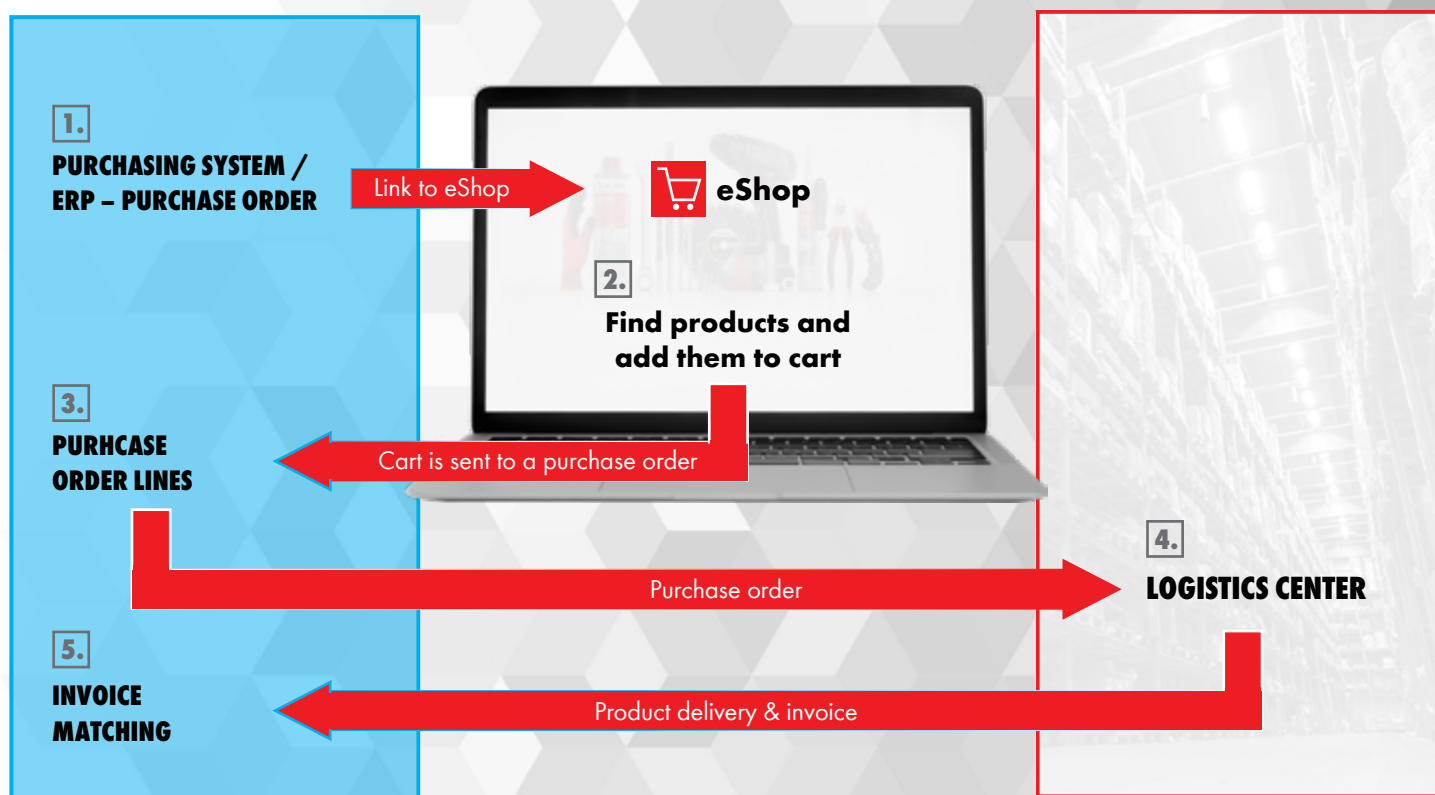 1.
PURCHASING SYSTEM /
ERP – PURCHASE ORDER
Link to eShop
eShop
2.
Find products and
add them to cart
3.
PURHCASE
ORDER LINES
Cart is sent to a purchase order
Purchase order
4.
LOGISTICS CENTER
5.
INVOICE
MATCHING
Product delivery & invoice